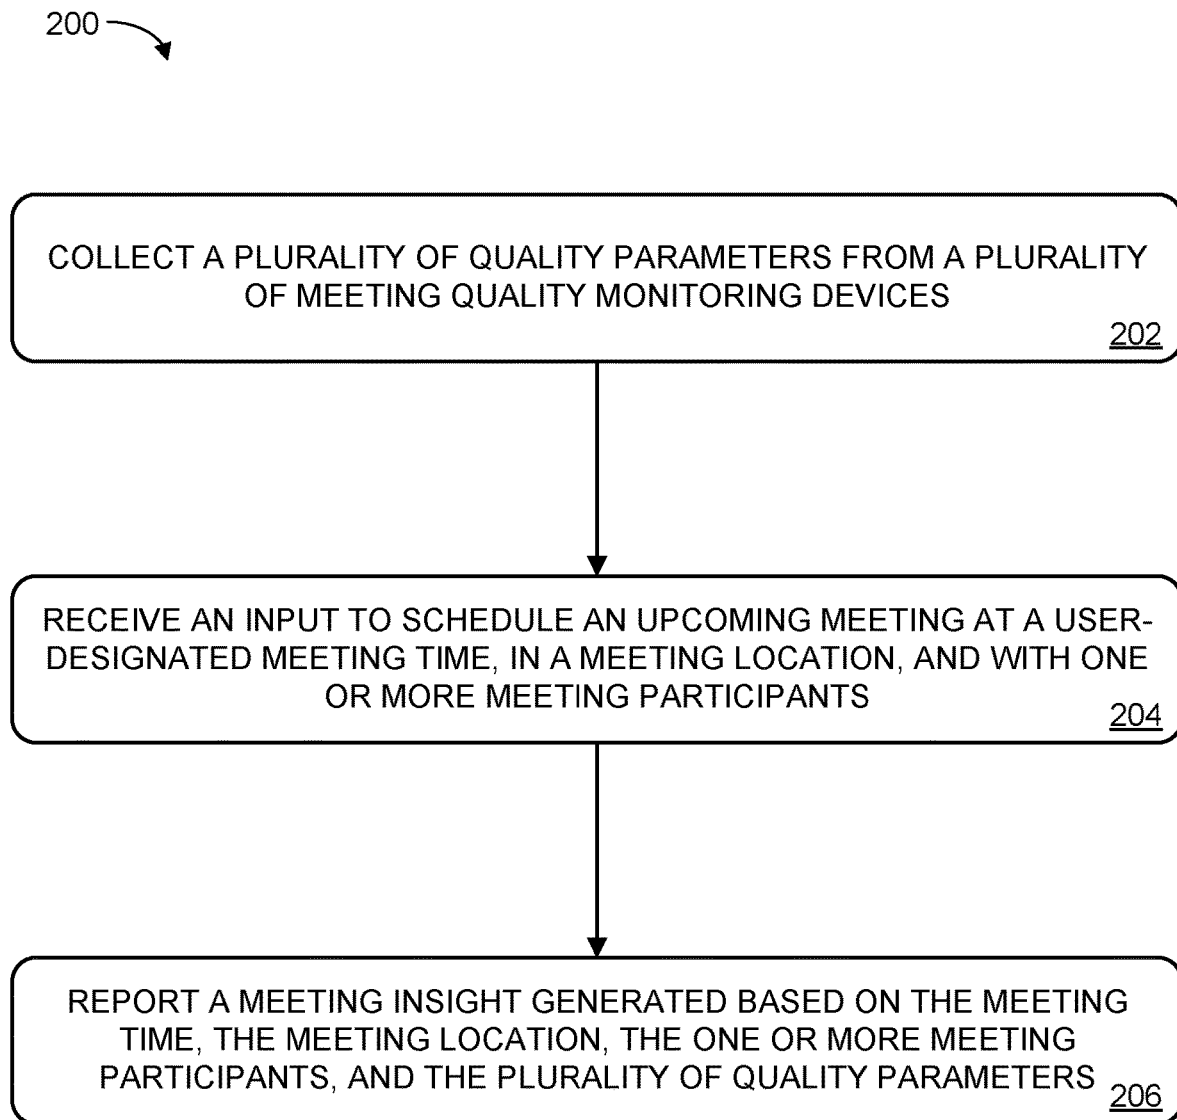 200
COLLECT A PLURALITY OF QUALITY PARAMETERS FROM A PLURALITY
OF MEETING QUALITY MONITORING DEVICES
202
RECEIVE AN INPUT TO SCHEDULE AN UPCOMING MEETING AT A USER-
DESIGNATED MEETING TIME, IN A MEETING LOCATION, AND WITH ONE
OR MORE MEETING PARTICIPANTS
204
REPORT A MEETING INSIGHT GENERATED BASED ON THE MEETING
TIME, THE MEETING LOCATION, THE ONE OR MORE MEETING
PARTICIPANTS, AND THE PLURALITY OF QUALITY PARAMETERS
206